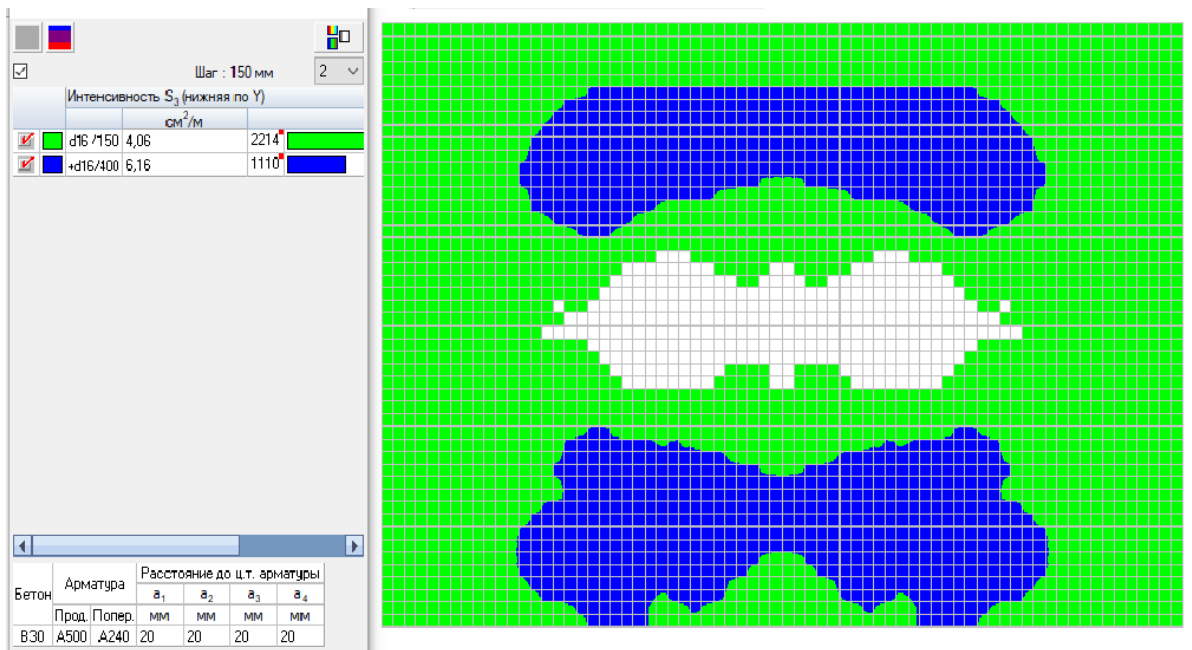 Шаг : 150 мм 2
Интенсивность S₃ (нижняя по Y)
см²/м
d16 /150 4,06 2214
+d16/400 6,16 1110
Бетон Арматура Расстояние до ц.т. арматуры
a₁ a₂ a₃ a₄
Прод. Попер. мм мм мм мм
B30 A500 A240 20 20 20 20